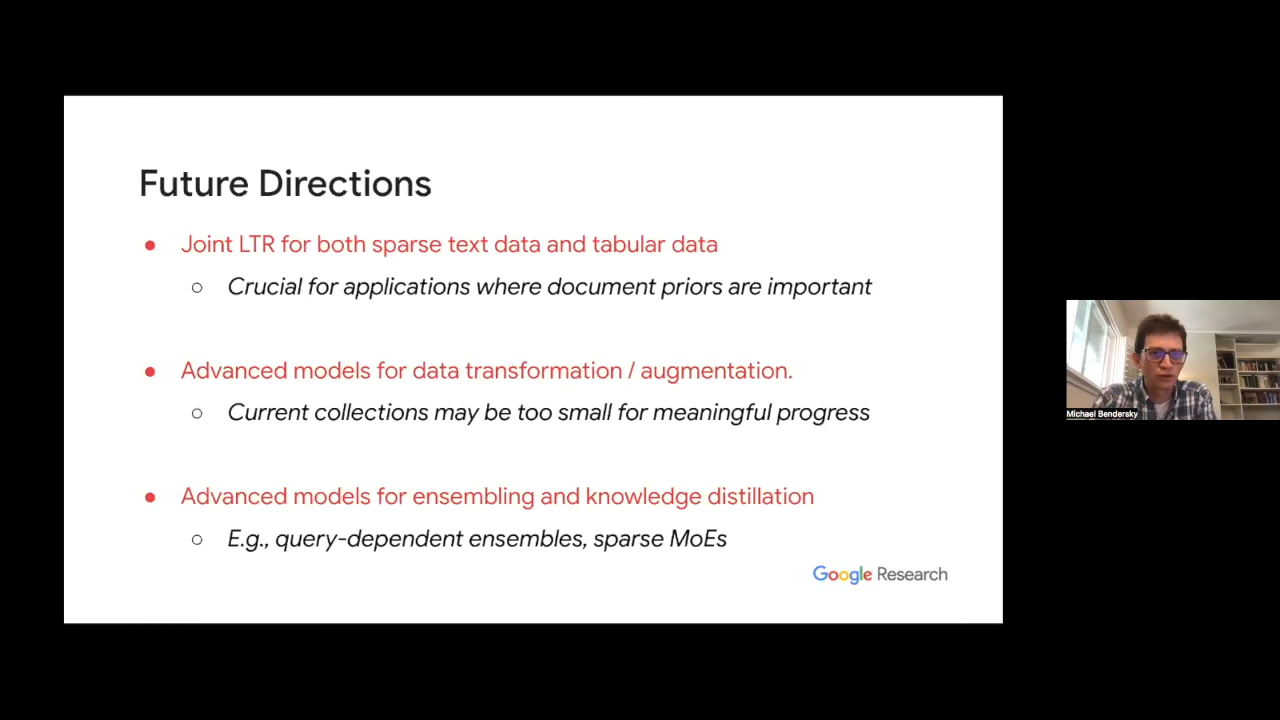 Future Directions
● Joint LTR for both sparse text data and tabular data
○ Crucial for applications where document priors are important
● Advanced models for data transformation / augmentation.
○ Current collections may be too small for meaningful progress
● Advanced models for ensembling and knowledge distillation
○ E.g., query-dependent ensembles, sparse MoEs
Google Research
Michael Bendersky